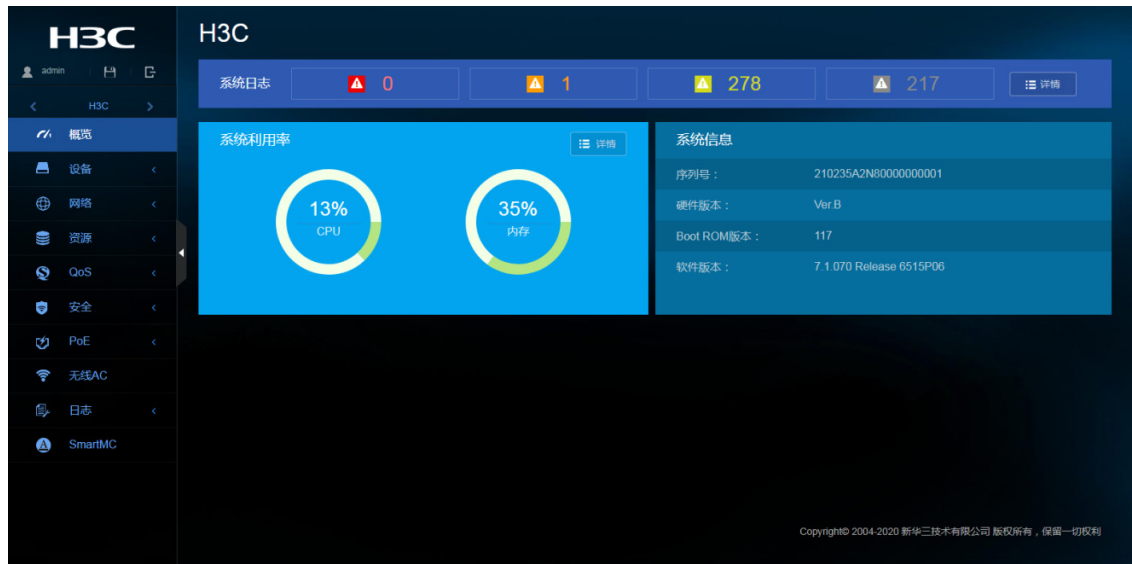 H3C
admin
H3C
概览
设备
网络
资源
QoS
安全
PoE
无线AC
日志
SmartMC
H3C
系统日志 0 1 278 217 详情
系统利用率 详情
13%
CPU
35%
内存
系统信息
序列号： 210235A2N80000000001
硬件版本： Ver.B
Boot ROM版本： 117
软件版本： 7.1.070 Release 6515P06
Copyright© 2004-2020 新华三技术有限公司 版权所有，保留一切权利